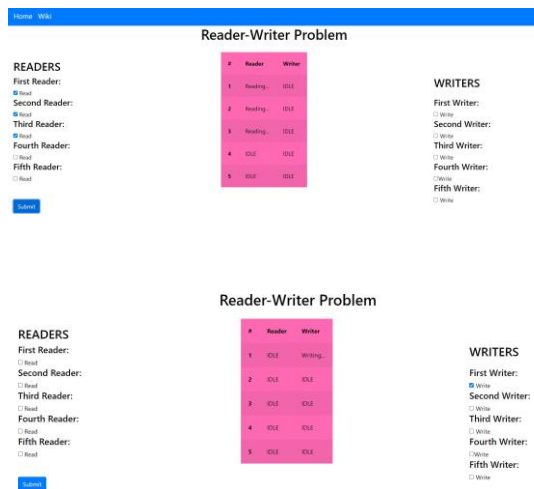 Home Wiki
Reader-Writer Problem
READERS
First Reader:
Read
Second Reader:
Read
Third Reader:
Read
Fourth Reader:
Read
Fifth Reader:
Read
Submit
# Reader Writer
1 Reading... IDLE
2 Reading... IDLE
3 Reading... IDLE
4 IDLE IDLE
5 IDLE IDLE
WRITERS
First Writer:
Write
Second Writer:
Write
Third Writer:
Write
Fourth Writer:
Write
Fifth Writer:
Write
Reader-Writer Problem
READERS
First Reader:
Read
Second Reader:
Read
Third Reader:
Read
Fourth Reader:
Read
Fifth Reader:
Read
Submit
# Reader Writer
1 IDLE Writing...
2 IDLE IDLE
3 IDLE IDLE
4 IDLE IDLE
5 IDLE IDLE
WRITERS
First Writer:
Write
Second Writer:
Write
Third Writer:
Write
Fourth Writer:
Write
Fifth Writer:
Write